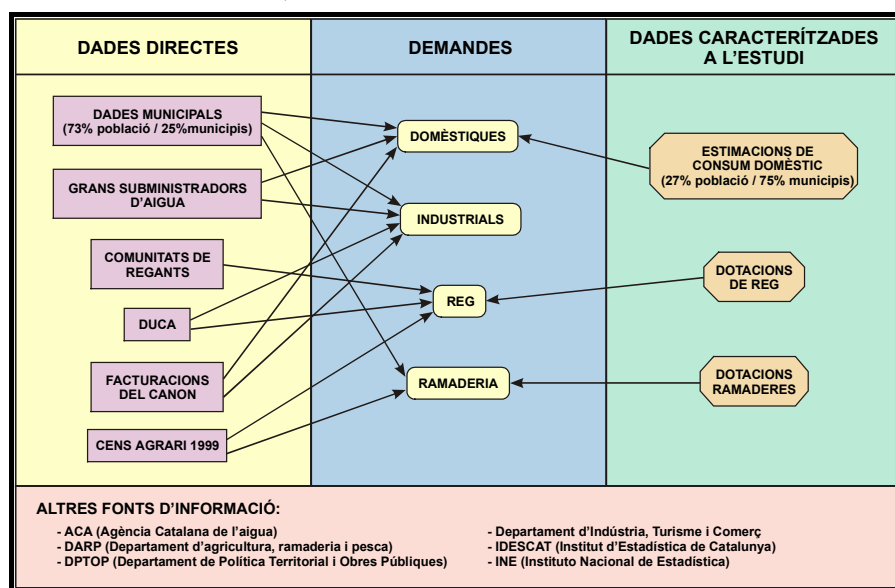 DADES DIRECTES
DEMANDES
DADES CARACTERÍTZADES
A L'ESTUDI
DADES MUNICIPALS
(73% població / 25%municipis)
GRANS SUBMINISTRADORS
D'AIGUA
COMUNITATS DE
REGANTS
DUCA
FACTURACIONS
DEL CANON
CENS AGRARI 1999
DOMÈSTIQUES
INDUSTRIALS
REG
RAMADERIA
ESTIMACIONS DE
CONSUM DOMÈSTIC
(27% població / 75% municipis)
DOTACIONS
DE REG
DOTACIONS
RAMADERES
ALTRES FONTS D'INFORMACIÓ:
- ACA (Agència Catalana de l'aigua)
- DARP (Departament d'agricultura, ramaderia i pesca)
- DPTOP (Departament de Política Territorial i Obres Públiques)
- Departament d'Indústria, Turisme i Comerç
- IDESCAT (Institut d'Estadística de Catalunya)
- INE (Instituto Nacional de Estadística)